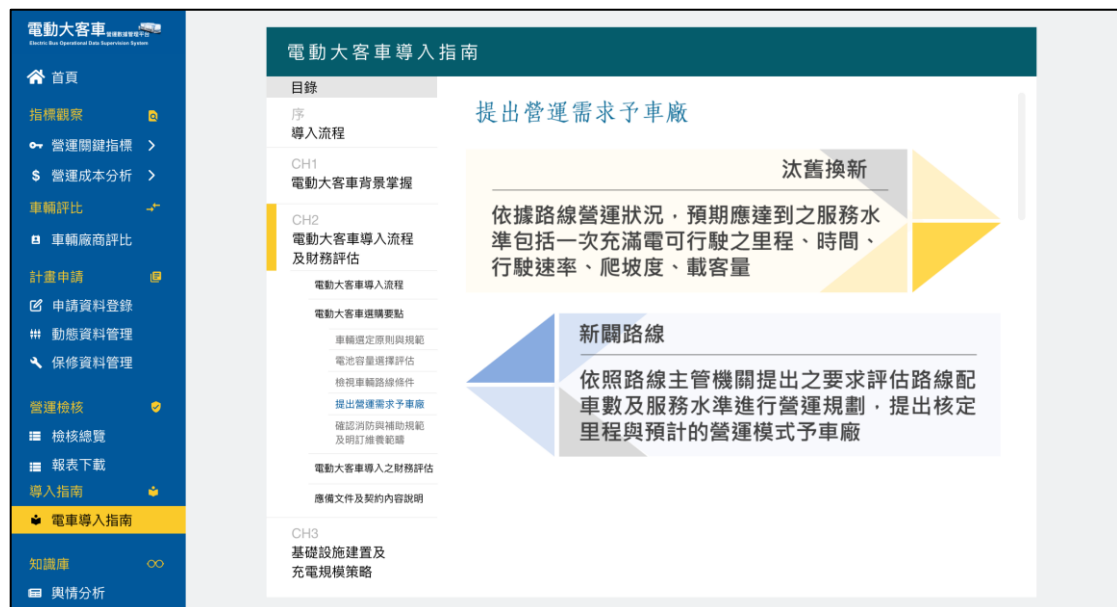 電動大客車營運數據管理平台
Electric Bus Operational Data Supervision System
首頁
指標觀察
營運關鍵指標
$ 營運成本分析
車輛評比
車輛廠商評比
計畫申請
申請資料登錄
動態資料管理
保修資料管理
營運檢核
檢核總覽
報表下載
導入指南
電車導入指南
知識庫
輿情分析
電動大客車導入指南
目錄
序
導入流程
CH1
電動大客車背景掌握
CH2
電動大客車導入流程
及財務評估
電動大客車導入流程
電動大客車選購要點
車輛選定原則與規範
電池容量選擇評估
檢視車輛路線條件
提出營運需求予車廠
確認消防與補助規範
及明訂維養範疇
電動大客車導入之財務評估
應備文件及契約內容說明
CH3
基礎設施建置及
充電規模策略
提出營運需求予車廠
汰舊換新
依據路線營運狀況，預期應達到之服務水
準包括一次充滿電可行駛之里程、時間、
行駛速率、爬坡度、載客量
新闢路線
依照路線主管機關提出之要求評估路線配
車數及服務水準進行營運規劃，提出核定
里程與預計的營運模式予車廠